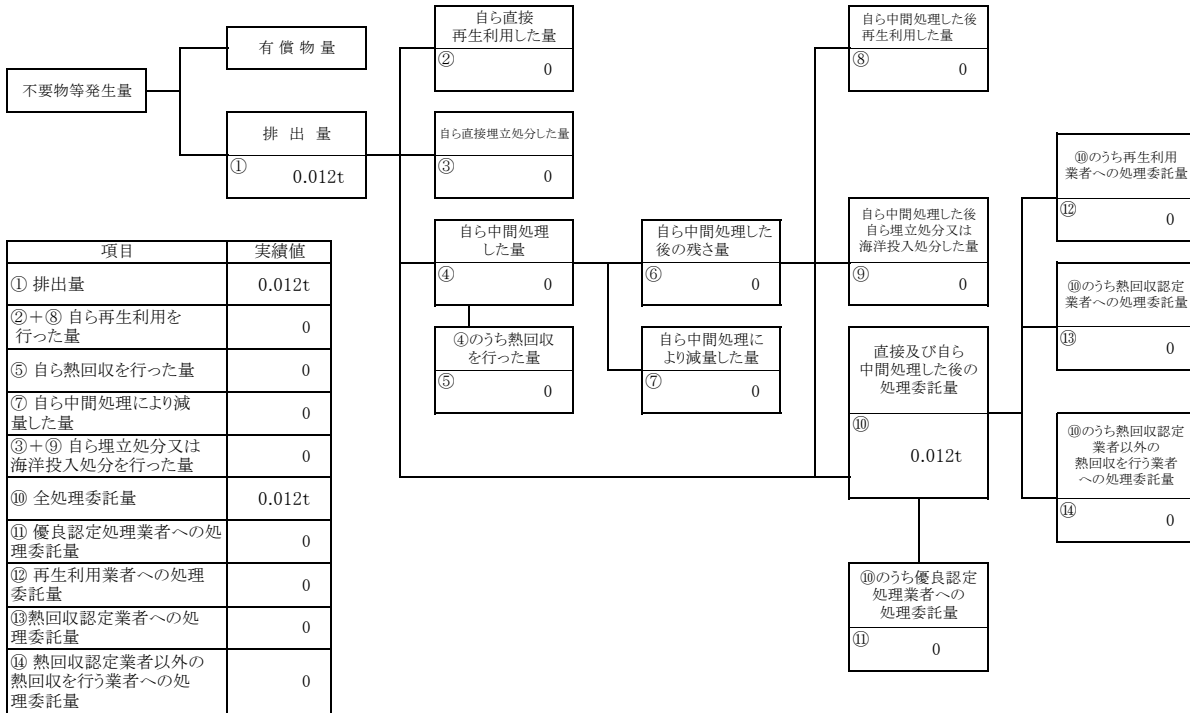 不要物等発生量
有 償 物 量
排 出 量
①
0.012t
自ら直接
再生利用した量
②
0
自ら直接埋立処分した量
③
0
自ら中間処理
した量
④
0
④のうち熱回収
を行った量
⑤
0
自ら中間処理した
後の残さ量
⑥
0
自ら中間処理に
より減量した量
⑦
0
自ら中間処理した後
再生利用した量
⑧
0
自ら中間処理した後
自ら埋立処分又は
海洋投入処分した量
⑨
0
直接及び自ら
中間処理した後の
処理委託量
⑩
0.012t
⑩のうち優良認定
処理業者への
処理委託量
⑪
0
⑩のうち再生利用
業者への処理委託量
⑫
0
⑩のうち熱回収認定
業者への処理委託量
⑬
0
⑩のうち熱回収認定
業者以外の
熱回収を行う業者
への処理委託量
⑭
0
項目 実績値
① 排出量 0.012t
②＋⑧ 自ら再生利用を
行った量 0
⑤ 自ら熱回収を行った量 0
⑦ 自ら中間処理により減
量した量 0
③＋⑨ 自ら埋立処分又は
海洋投入処分を行った量 0
⑩ 全処理委託量 0.012t
⑪ 優良認定処理業者への処
理委託量 0
⑫ 再生利用業者への処理
委託量 0
⑬熱回収認定業者への処
理委託量 0
⑭ 熱回収認定業者以外の
熱回収を行う業者への処
理委託量 0